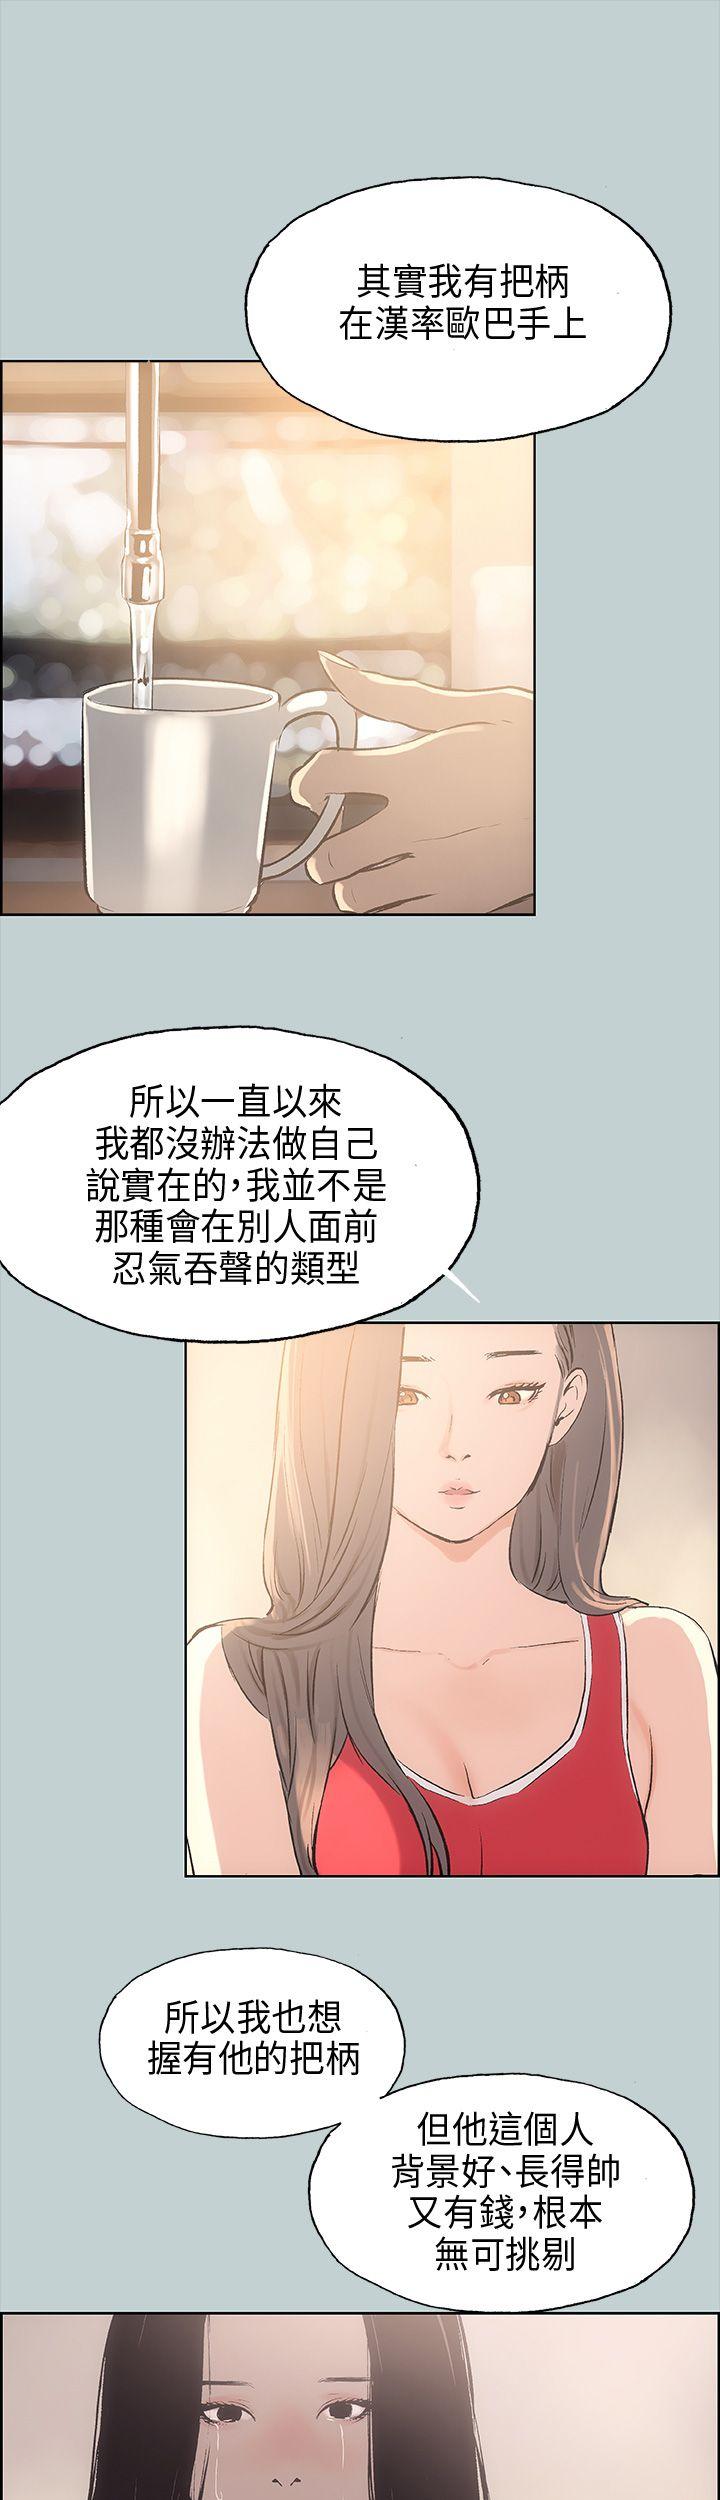 其實我有把柄
在漢率歐巴手上
所以一直以來
我都沒辦法做自己
說實在的，我並不是
那種會在別人面前
忍氣吞聲的類型
所以我也想
握有他的把柄
但他這個人
背景好、長得帥
又有錢，根本
無可挑剔